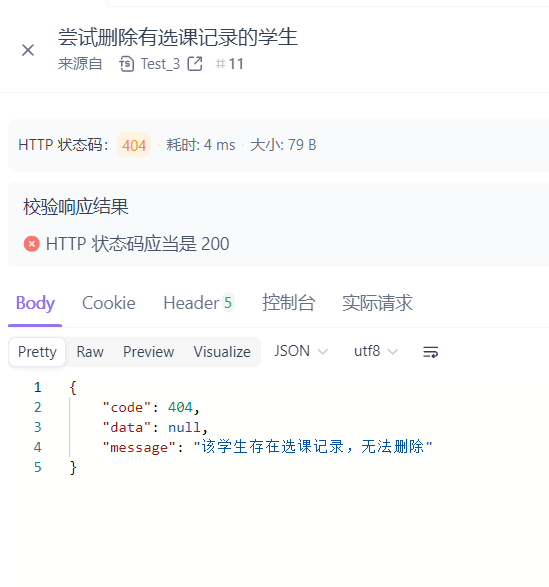 尝试删除有选课记录的学生
来源自 Test_3 #11
HTTP 状态码: 404 · 耗时: 4 ms · 大小: 79 B
校验响应结果
HTTP 状态码应当是 200
Body Cookie Header 5 控制台 实际请求
Pretty Raw Preview Visualize JSON utf8
1 {
2 "code": 404,
3 "data": null,
4 "message": "该学生存在选课记录，无法删除"
5 }